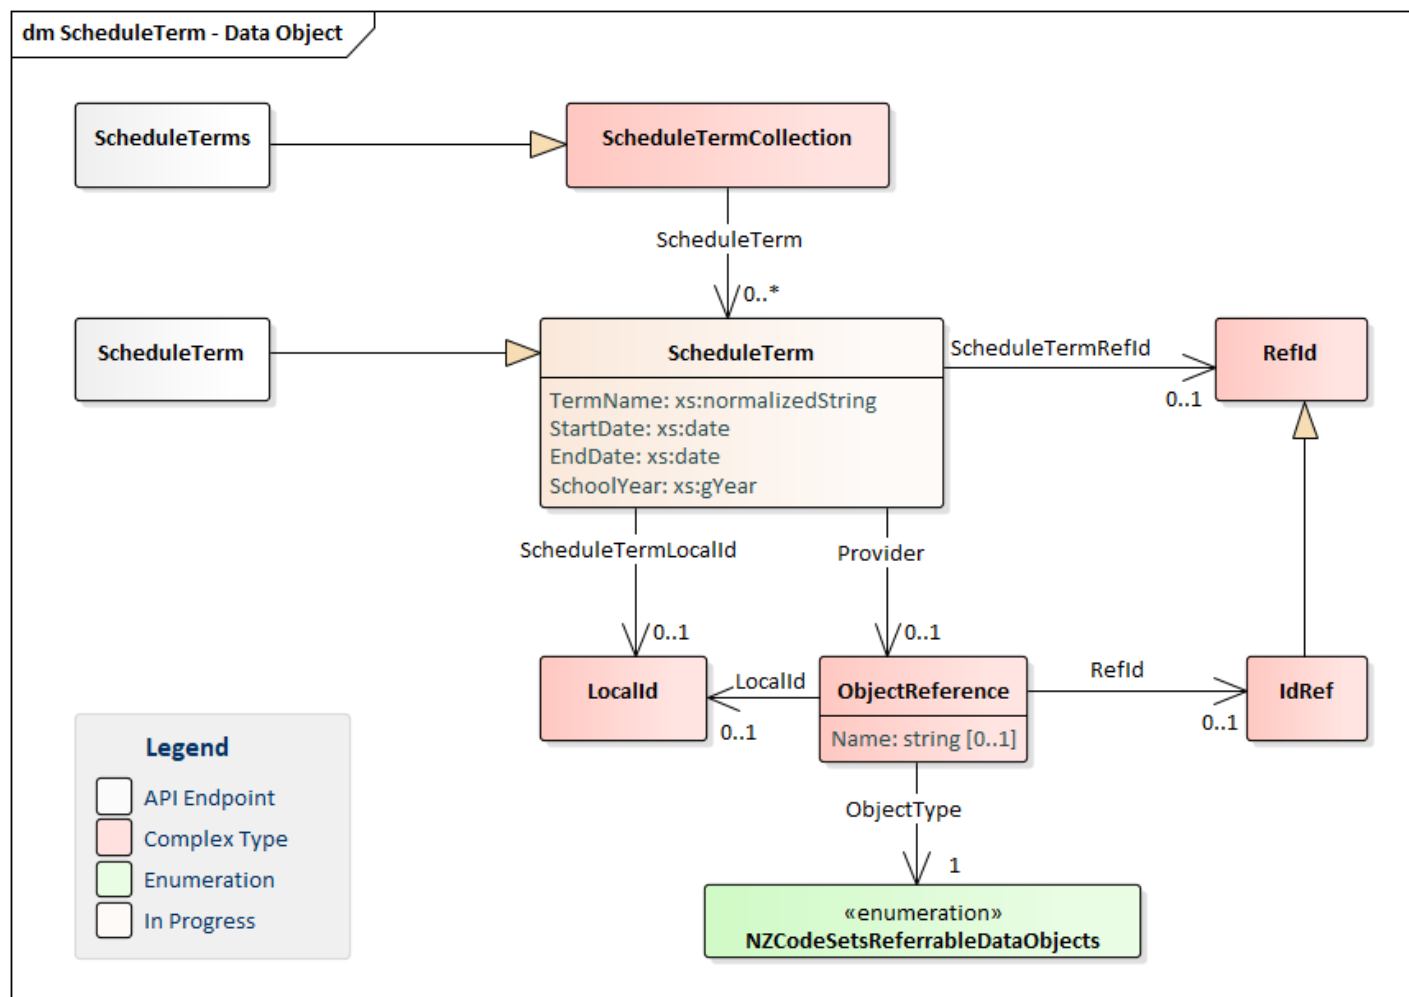 dm ScheduleTerm - Data Object
ScheduleTerms
ScheduleTermCollection
ScheduleTerm
0..*
ScheduleTerm
ScheduleTerm
TermName: xs:normalizedString
StartDate: xs:date
EndDate: xs:date
SchoolYear: xs:gYear
ScheduleTermRefId
0..1
RefId
ScheduleTermLocalId
0..1
Provider
0..1
LocalId
LocalId
0..1
ObjectReference
Name: string [0..1]
RefId
0..1
IdRef
ObjectType
1
«enumeration»
NZCodeSetsReferrableDataObjects
Legend
API Endpoint
Complex Type
Enumeration
In Progress